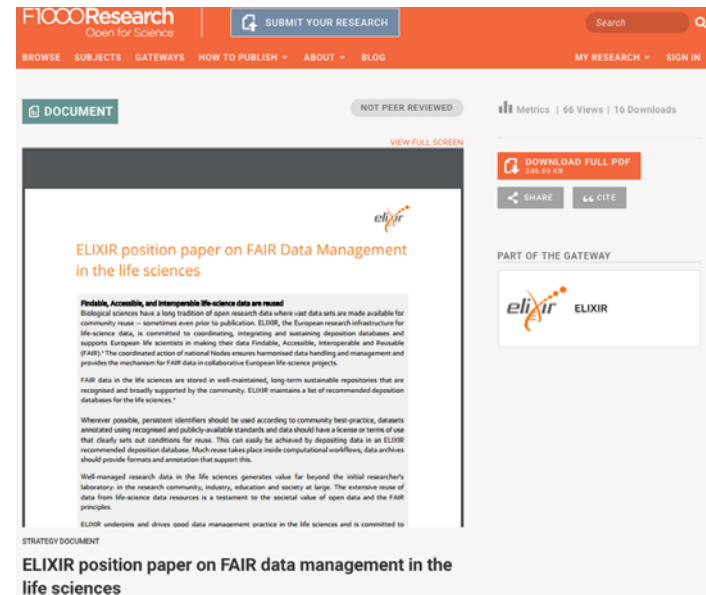 F1000Research
Open for Science
SUBMIT YOUR RESEARCH
Search
BROWSE SUBJECTS GATEWAYS HOW TO PUBLISH ABOUT BLOG
MY RESEARCH SIGN IN
DOCUMENT
NOT PEER REVIEWED
VIEW FULL SCREEN
elixir
ELIXIR position paper on FAIR Data Management
in the life sciences
Findable, Accessible, and Interoperable life-science data are reused
Biological sciences have a long tradition of open research data where vast data sets are made available for
community reuse – sometimes even prior to publication. ELIXIR, the European research infrastructure for
life-science data, is committed to coordinating, integrating and sustaining deposition databases and
supports European life scientists in making their data Findable, Accessible, Interoperable and Reusable
(FAIR).¹ The coordinated action of national Nodes ensures harmonised data handling and management and
provides the mechanism for FAIR data in collaborative European life-science projects.
FAIR data in the life sciences are stored in well-maintained, long-term sustainable repositories that are
recognised and broadly supported by the community. ELIXIR maintains a list of recommended deposition
databases for the life sciences.
Wherever possible, persistent identifiers should be used according to community best-practice, datasets
annotated using recognised and publicly-available standards and data should have a license or terms of use
that clearly sets out conditions for reuse. This can easily be achieved by depositing data in an ELIXIR
recommended deposition database. Much reuse takes place inside computational workflows, data archives
should provide formats and annotation that support this.
Well-managed research data in the life sciences generates value far beyond the initial researcher's
laboratory: in the research community, industry, education and society at large. The extensive reuse of
data from life-science data resources is a testament to the societal value of open data and the FAIR
principles.
ELIXIR underpins and drives good data management practice in the life sciences and is committed to
STRATEGY DOCUMENT
ELIXIR position paper on FAIR data management in the
life sciences
Metrics | 66 Views | 16 Downloads
DOWNLOAD FULL PDF
246.69 KB
SHARE
CITE
PART OF THE GATEWAY
elixir
ELIXIR